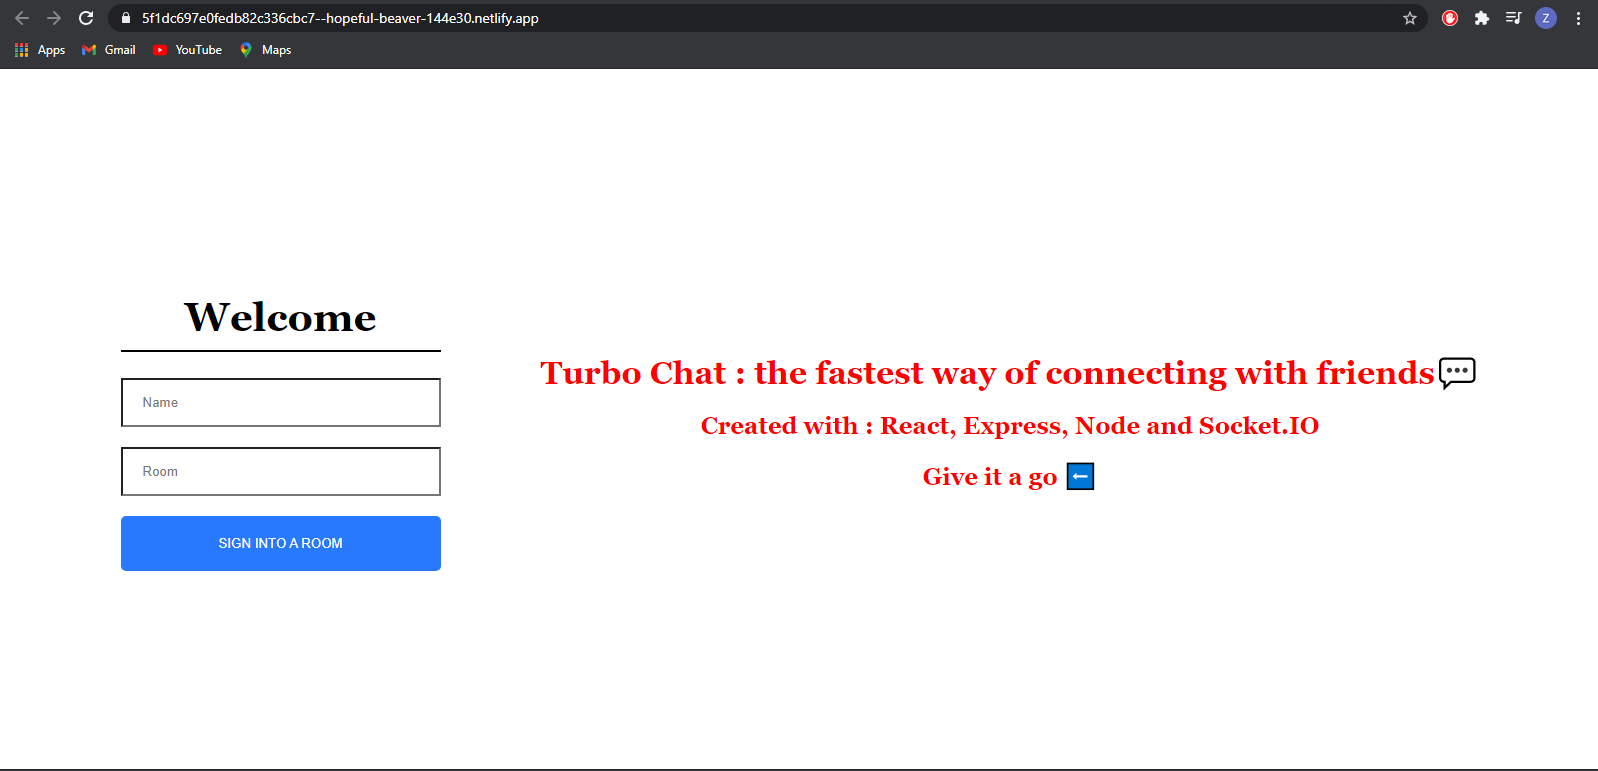 5f1dc697e0fedb82c336cbc7--hopeful-beaver-144e30.netlify.app
Z
Apps Gmail YouTube Maps
Welcome
Name
Room
SIGN INTO A ROOM
Turbo Chat : the fastest way of connecting with friends💬
Created with : React, Express, Node and Socket.IO
Give it a go ⬅️